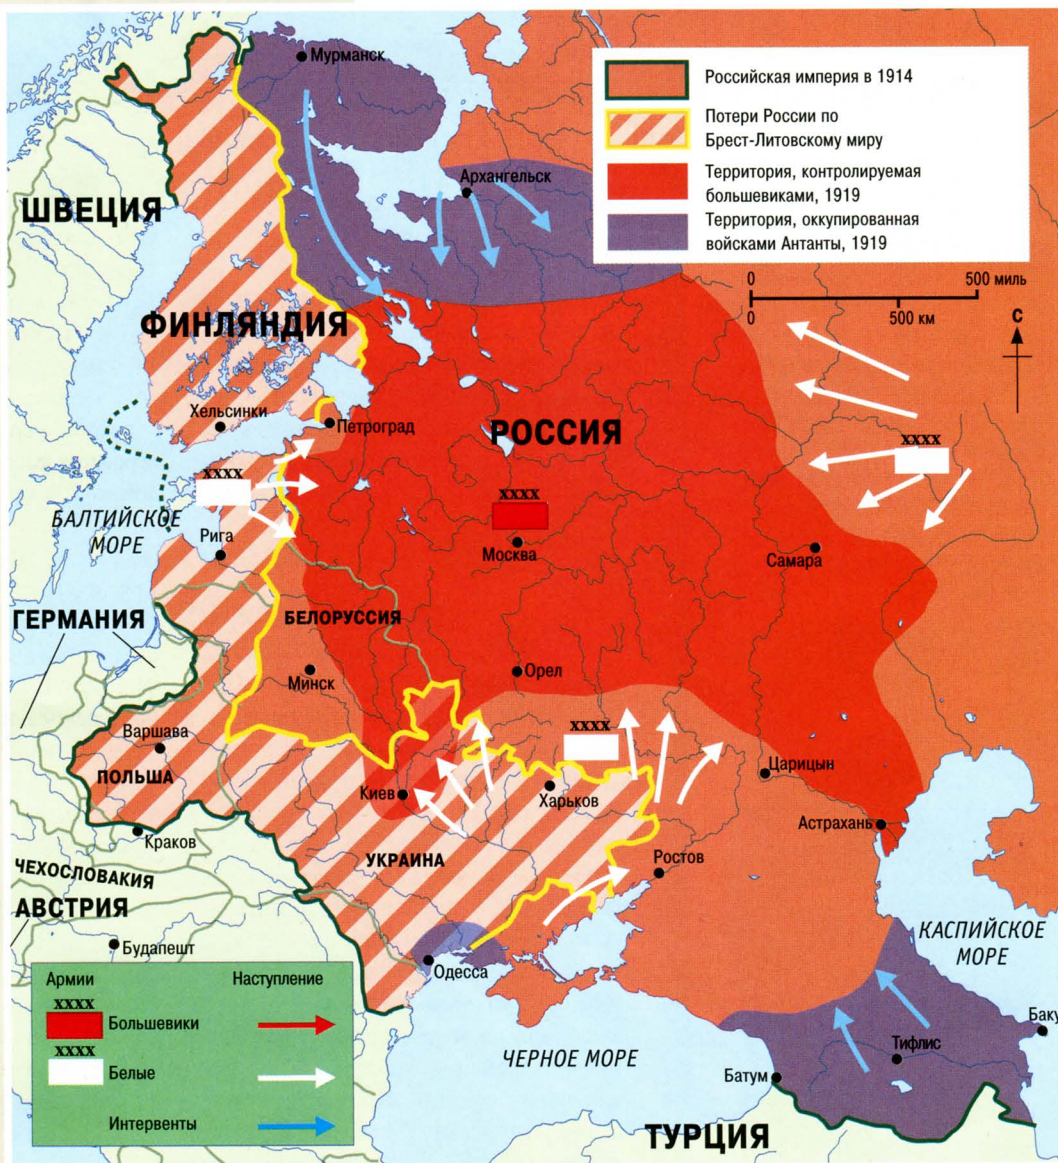 Мурманск
Российская империя в 1914
Потери России по
Брест-Литовскому миру
Территория, контролируемая
большевиками, 1919
Территория, оккупированная
войсками Антанты, 1919
Архангельск
ШВЕЦИЯ
0 500 миль
0 500 км
С
ФИНЛЯНДИЯ
Хельсинки
Петроград
РОССИЯ
XXXX
XXXX
XXXX
БАЛТИЙСКОЕ
МОРЕ
Рига
Москва
Самара
ГЕРМАНИЯ
БЕЛОРУССИЯ
Минск
Орел
Варшава
ПОЛЬША
XXXX
Царицын
Киев
Харьков
Астрахань
Краков
УКРАИНА
Ростов
ЧЕХОСЛОВАКИЯ
АВСТРИЯ
Будапешт
Одесса
КАСПИЙСКОЕ
МОРЕ
Армии Наступление
XXXX
Большевики
XXXX
Белые
Интервенты
ЧЕРНОЕ МОРЕ
Баку
Тифлис
Батум
ТУРЦИЯ